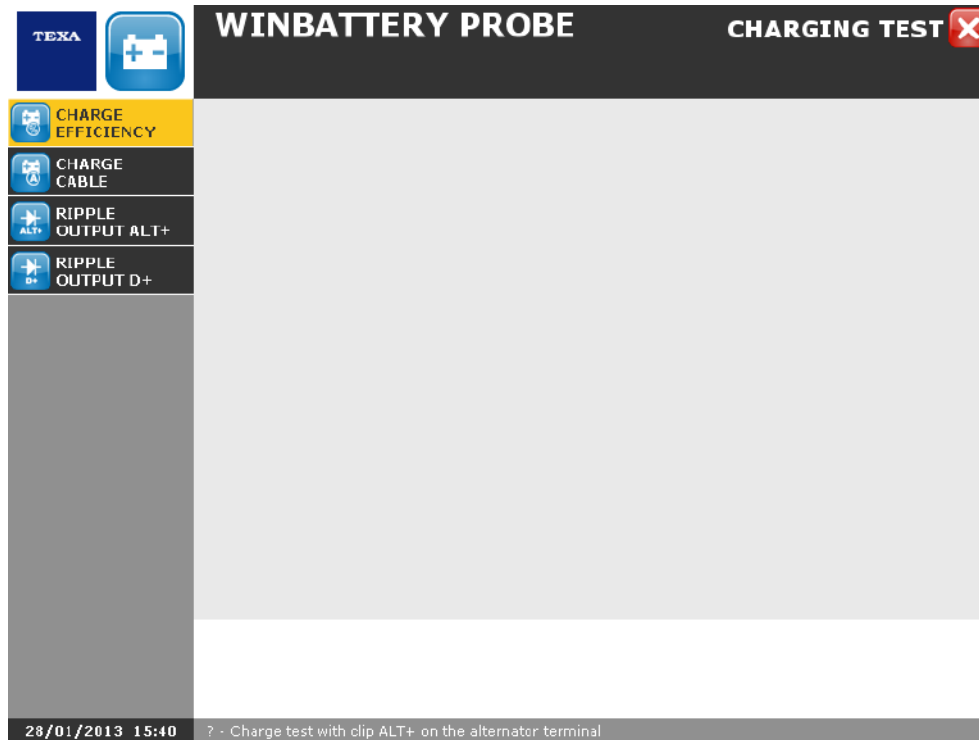 TEXA
WINBATTERY PROBE
CHARGING TEST
CHARGE
EFFICIENCY
CHARGE
CABLE
A
RIPPLE
OUTPUT ALT+
ALT+
RIPPLE
OUTPUT D+
D+
28/01/2013 15:40
? - Charge test with clip ALT+ on the alternator terminal